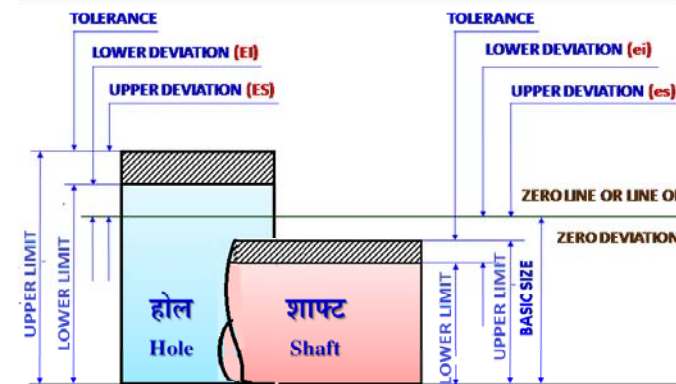 TOLERANCE
LOWER DEVIATION (EI)
UPPER DEVIATION (ES)
TOLERANCE
LOWER DEVIATION (ei)
UPPER DEVIATION (es)
ZERO LINE OR LINE OF
ZERO DEVIATION
UPPER LIMIT
LOWER LIMIT
होल
Hole
शाफ्ट
Shaft
LOWER LIMIT
UPPER LIMIT
BASIC SIZE